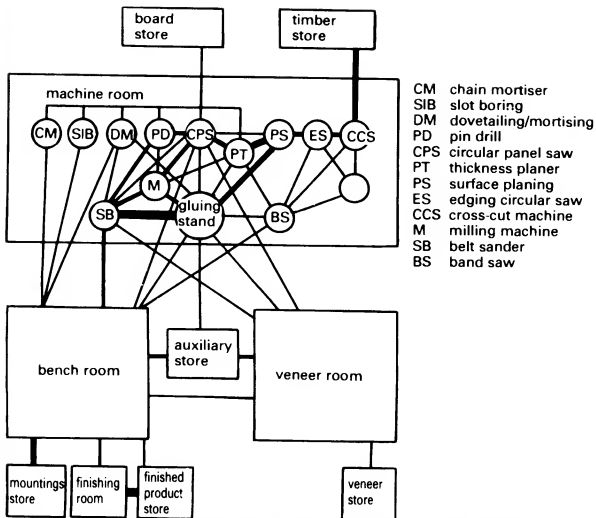 board
store
timber
store
machine room
CM
SIB
DM
PD
CPS
PS
ES
CCS
PT
M
gluing
stand
SB
BS
CM chain mortiser
SIB slot boring
DM dovetailing/mortising
PD pin drill
CPS circular panel saw
PT thickness planer
PS surface planing
ES edging circular saw
CCS cross-cut machine
M milling machine
SB belt sander
BS band saw
bench room
auxiliary
store
veneer room
mountings
store
finishing
room
finished
product
store
veneer
store